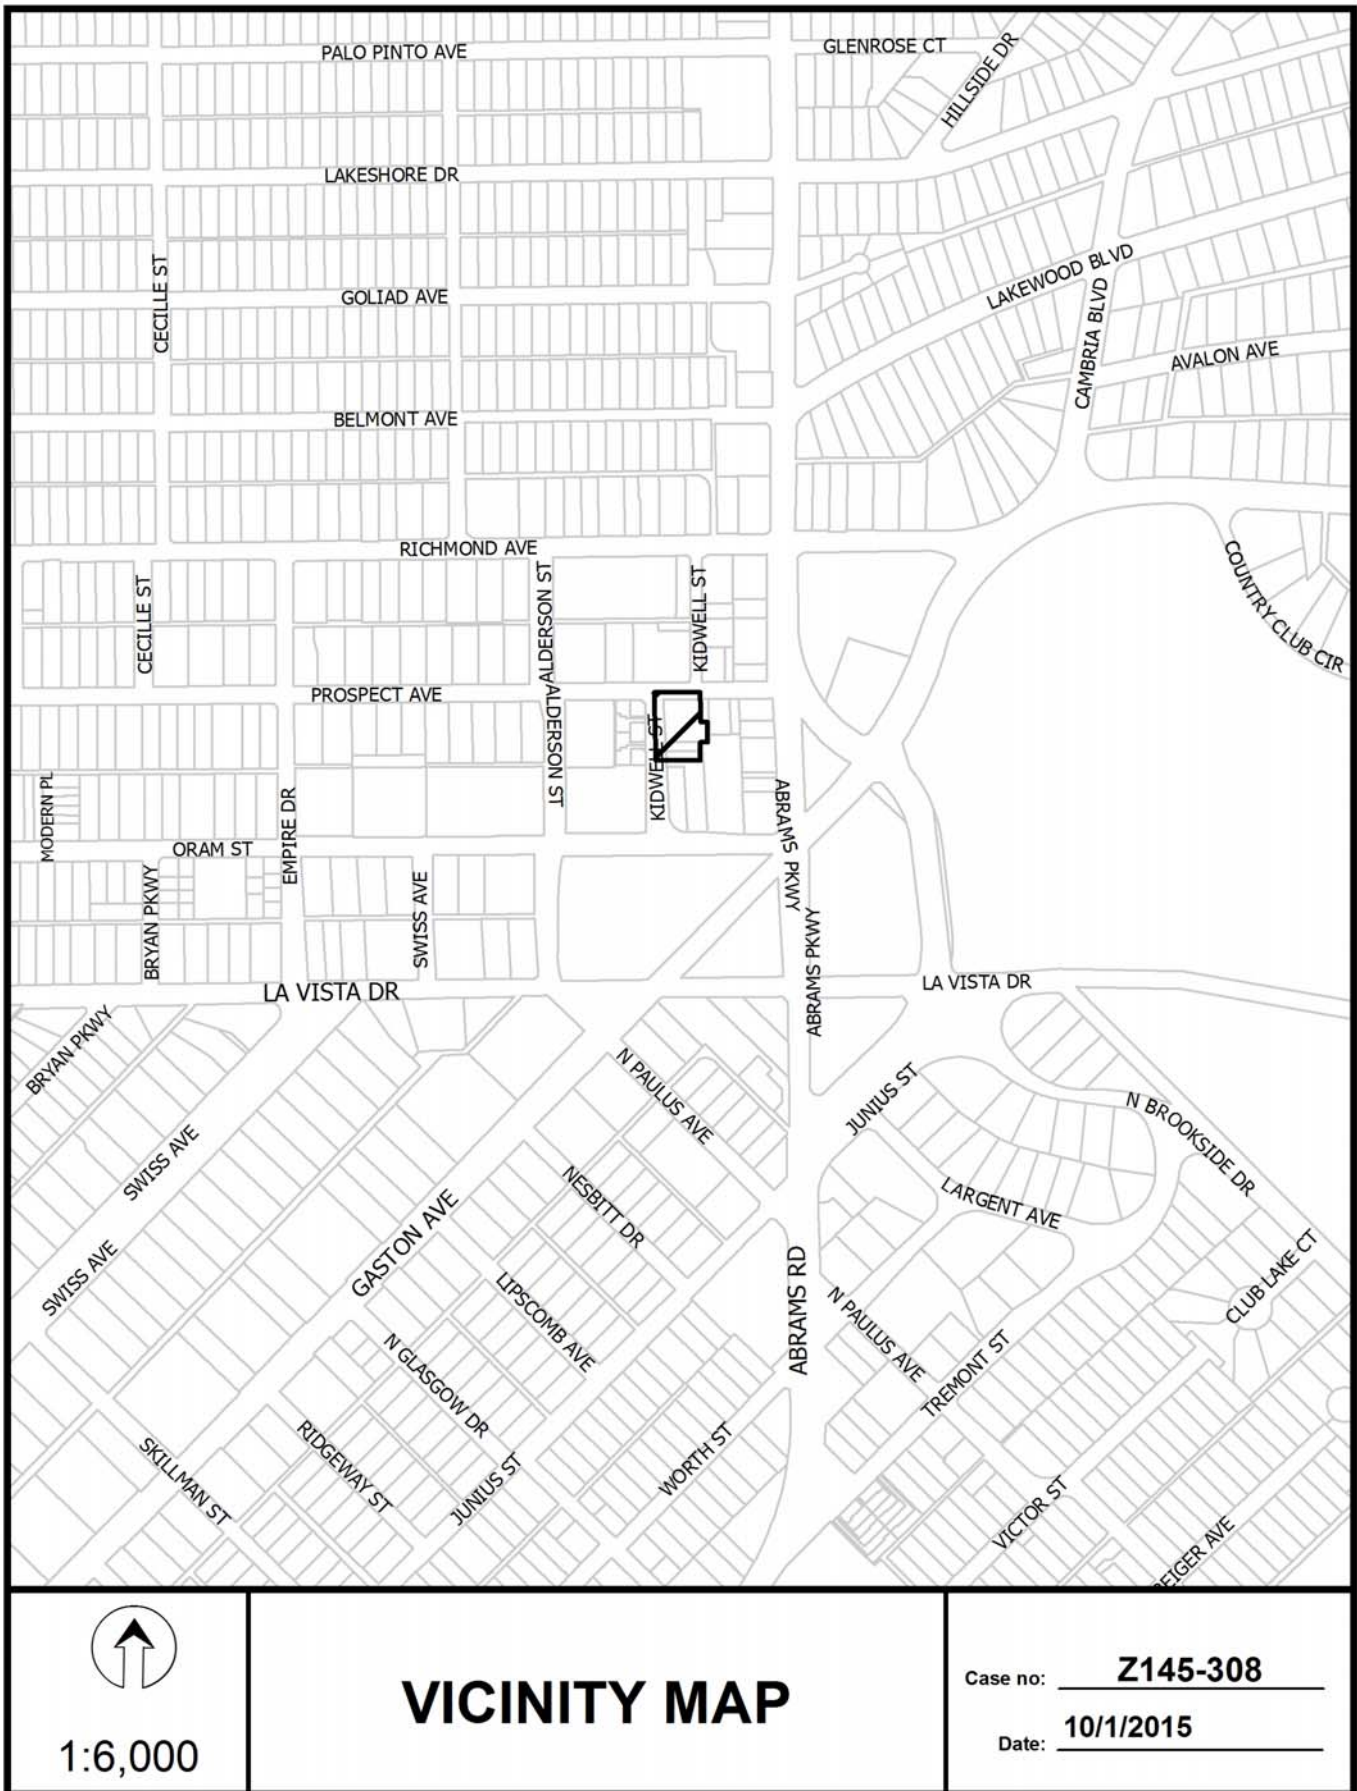 PALO PINTO AVE
GLENROSE CT
HILLSIDE DR
LAKESHORE DR
CECILLE ST
GOLIAD AVE
LAKEWOOD BLVD
CAMBRIA BLVD
AVALON AVE
BELMONT AVE
RICHMOND AVE
CECILLE ST
ALDERSON ST
KIDWELL ST
COUNTRY CLUB CIR
PROSPECT AVE
ALDERSON ST
KIDWELL ST
MODERN PL
EMPIRE DR
ABRAMS PKWY
ORAM ST
BRYAN PKWY
SWISS AVE
ABRAMS PKWY
LA VISTA DR
LA VISTA DR
BRYAN PKWY
N PAULUS AVE
JUNIUS ST
N BROOKSIDE DR
SWISS AVE
NESBITT DR
LARGENT AVE
GASTON AVE
SWISS AVE
LIPSCOMB AVE
ABRAMS RD
N PAULUS AVE
CLUB LAKE CT
N GLASGOW DR
TREMONT ST
SKILLMAN ST
RIDGEWAY ST
JUNIUS ST
WORTH ST
VICTOR ST
EIGER AVE
1:6,000
VICINITY MAP
Case no: Z145-308
Date: 10/1/2015